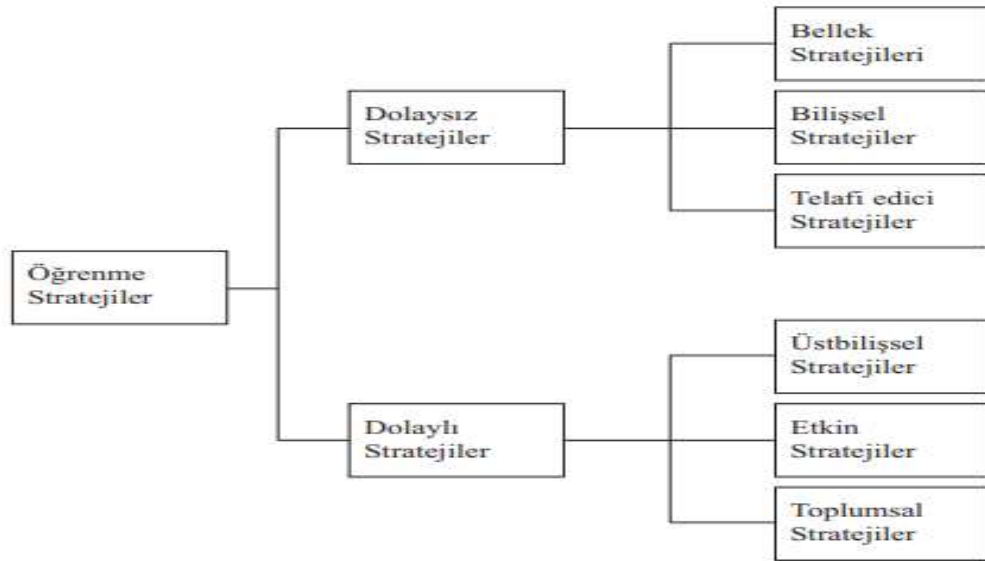 Öğrenme
Stratejiler
Dolaysız
Stratejiler
Bellek
Stratejileri
Bilişsel
Stratejiler
Telafi edici
Stratejiler
Dolaylı
Stratejiler
Üstbilişsel
Stratejiler
Etkin
Stratejiler
Toplumsal
Stratejiler